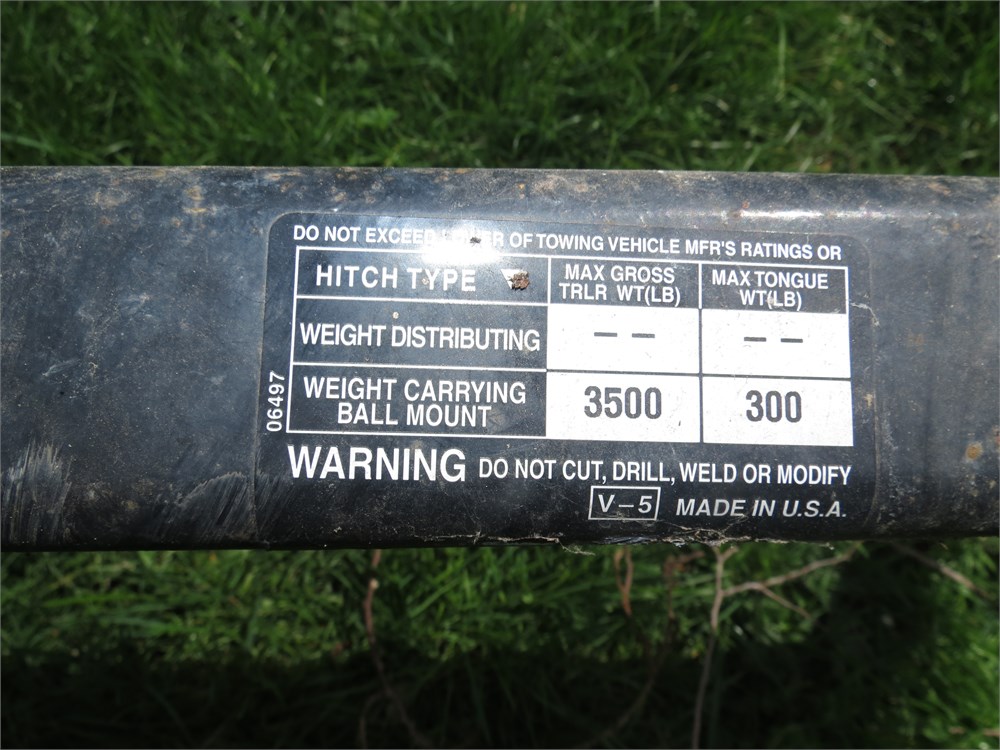 DO NOT EXCEED LOWER OF TOWING VEHICLE MFR'S RATINGS OR
HITCH TYPE
MAX GROSS
TRLR WT(LB)
MAX TONGUE
WT(LB)
WEIGHT DISTRIBUTING
– –
– –
WEIGHT CARRYING
BALL MOUNT
3500
300
06497
WARNING DO NOT CUT, DRILL, WELD OR MODIFY
V–5 MADE IN U.S.A.